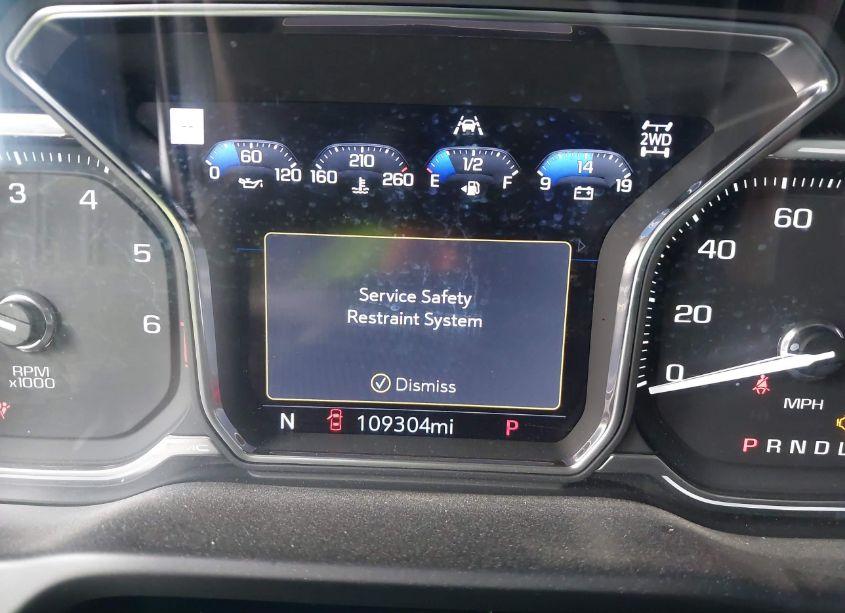 2WD
60
0 120
210
160 260
1/2
E F
14
9 19
3
4
5
6
RPM
x1000
Service Safety
Restraint System
Dismiss
N 109304mi P
60
40
20
0
MPH
P R N D L